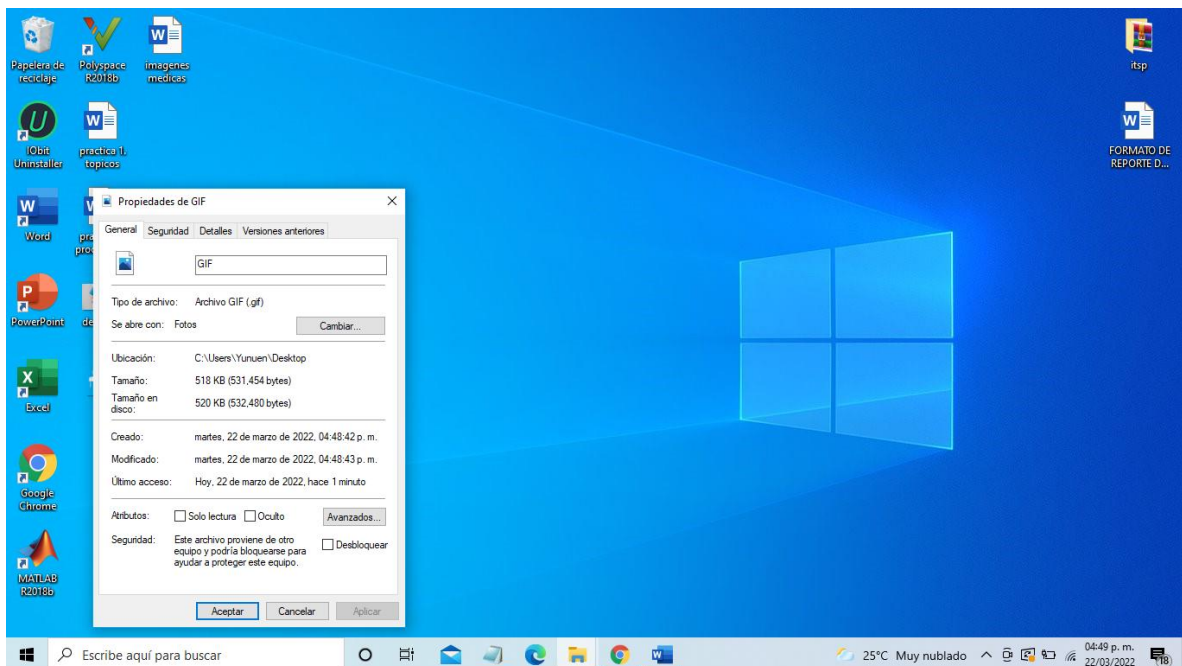 Papelera de
reciclaje
Polyspace
R2018b
imagenes
medicas
itsp
IObit
Uninstaller
practica 1.
topicos
FORMATO DE
REPORTE D...
Word
PowerPoint
Excel
Google
Chrome
MATLAB
R2018b
Propiedades de GIF
General Seguridad Detalles Versiones anteriores
GIF
Tipo de archivo: Archivo GIF (.gif)
Se abre con: Fotos Cambiar...
Ubicación: C:\Users\Yunuen\Desktop
Tamaño: 518 KB (531,454 bytes)
Tamaño en
disco: 520 KB (532,480 bytes)
Creado: martes, 22 de marzo de 2022, 04:48:42 p. m.
Modificado: martes, 22 de marzo de 2022, 04:48:43 p. m.
Último acceso: Hoy, 22 de marzo de 2022, hace 1 minuto
Atributos: Solo lectura Oculto Avanzados...
Seguridad: Este archivo proviene de otro
equipo y podría bloquearse para
ayudar a proteger este equipo.
Desbloquear
Aceptar Cancelar Aplicar
Escribe aquí para buscar
25°C Muy nublado
04:49 p. m.
22/03/2022
18